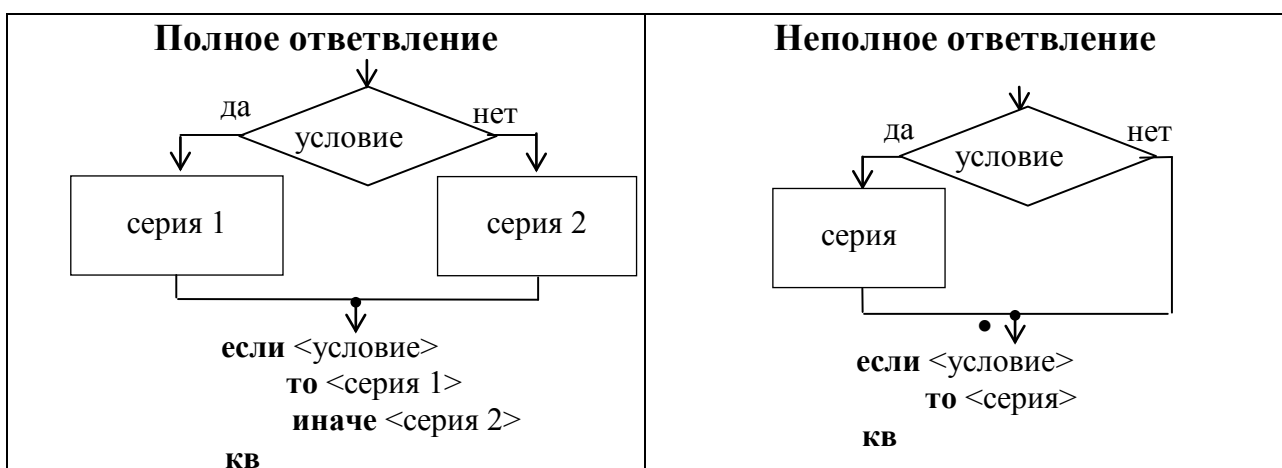 Полное ответвление
да
нет
условие
серия 1
серия 2
если <условие>
то <серия 1>
иначе <серия 2>
кв
Неполное ответвление
да
нет
условие
серия
если <условие>
то <серия>
кв